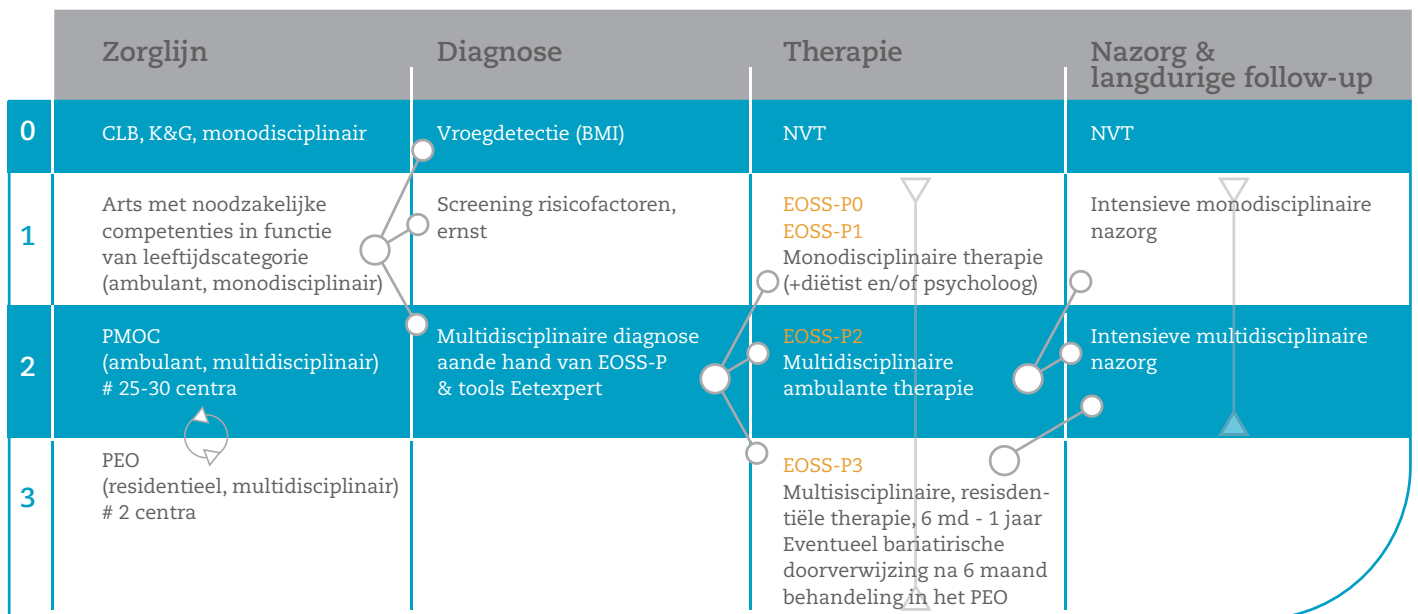 Zorglijn
Diagnose
Therapie
Nazorg &
langdurige follow-up
0
CLB, K&G, monodisciplinair
Vroegdetectie (BMI)
NVT
NVT
1
Arts met noodzakelijke
competenties in functie
van leeftijdscategorie
(ambulant, monodisciplinair)
Screening risicofactoren,
ernst
EOSS-P0
EOSS-P1
Monodisciplinaire therapie
(+diëtist en/of psycholoog)
Intensieve monodisciplinaire
nazorg
2
PMOC
(ambulant, multidisciplinair)
# 25-30 centra
Multidisciplinaire diagnose
aande hand van EOSS-P
& tools Eetexpert
EOSS-P2
Multidisciplinaire
ambulante therapie
Intensieve multidisciplinaire
nazorg
3
PEO
(residentieel, multidisciplinair)
# 2 centra
EOSS-P3
Multisisciplinaire, resisden-
tiële therapie, 6 md - 1 jaar
Eventueel bariatirische
doorverwijzing na 6 maand
behandeling in het PEO